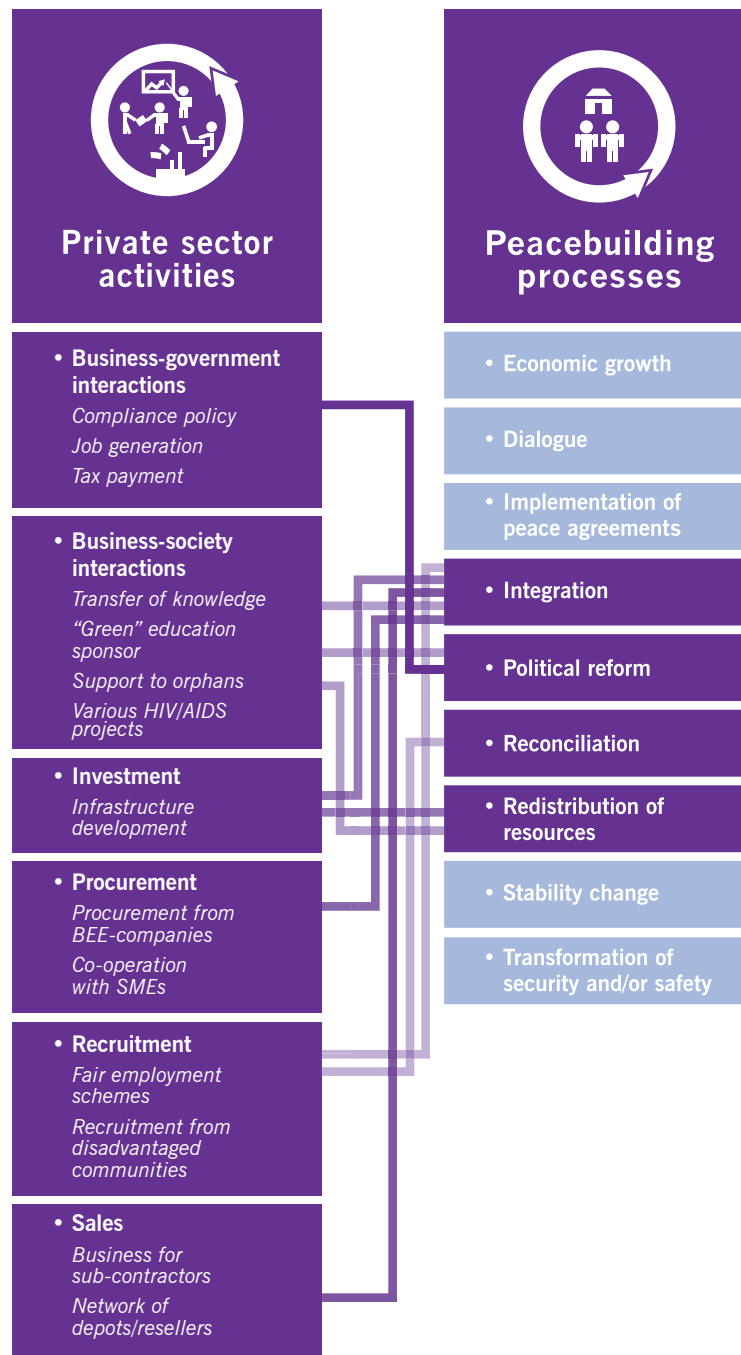 Private sector
activities
• Business-government
interactions
Compliance policy
Job generation
Tax payment
• Business-society
interactions
Transfer of knowledge
“Green” education
sponsor
Support to orphans
Various HIV/AIDS
projects
• Investment
Infrastructure
development
• Procurement
Procurement from
BEE-companies
Co-operation
with SMEs
• Recruitment
Fair employment
schemes
Recruitment from
disadvantaged
communities
• Sales
Business for
sub-contractors
Network of
depots/resellers
Peacebuilding
processes
• Economic growth
• Dialogue
• Implementation of
peace agreements
• Integration
• Political reform
• Reconciliation
• Redistribution of
resources
• Stability change
• Transformation of
security and/or safety